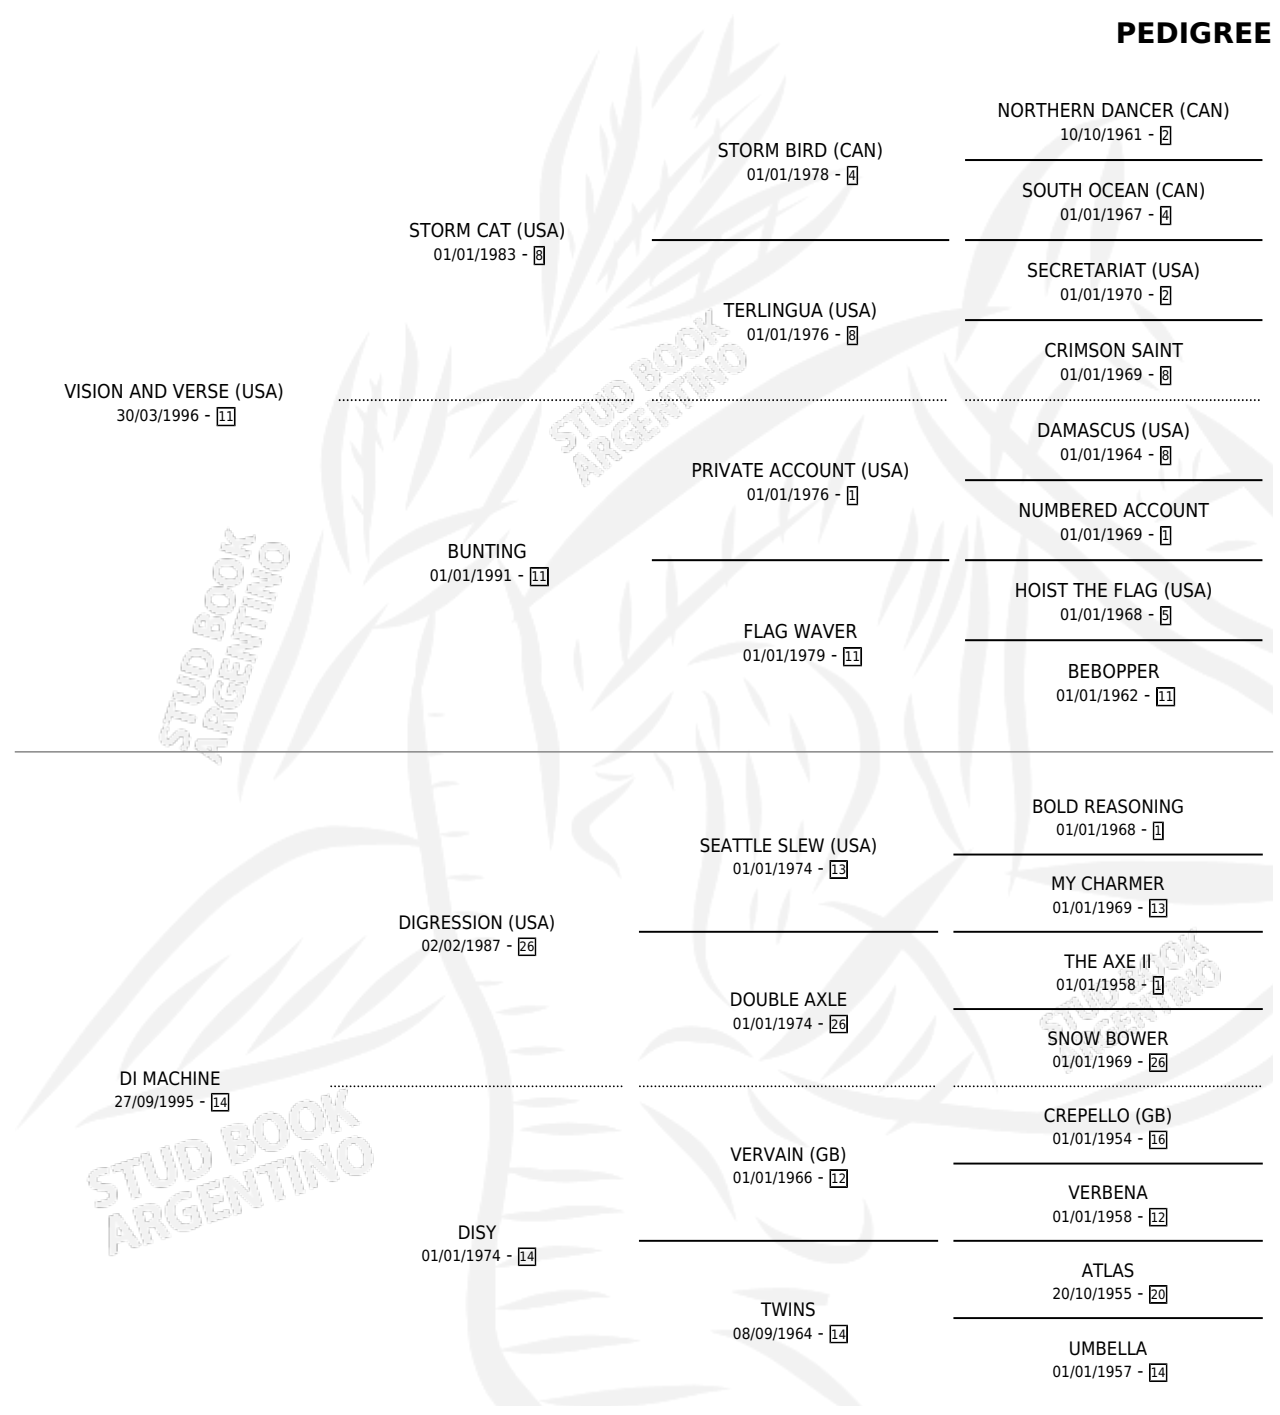 PEDIGREE
NORTHERN DANCER (CAN)
10/10/1961 - 2
STORM BIRD (CAN)
01/01/1978 - 4
SOUTH OCEAN (CAN)
01/01/1967 - 4
STORM CAT (USA)
01/01/1983 - 8
SECRETARIAT (USA)
01/01/1970 - 2
TERLINGUA (USA)
01/01/1976 - 8
CRIMSON SAINT
01/01/1969 - 8
VISION AND VERSE (USA)
30/03/1996 - 11
DAMASCUS (USA)
01/01/1964 - 8
PRIVATE ACCOUNT (USA)
01/01/1976 - 1
NUMBERED ACCOUNT
01/01/1969 - 1
BUNTING
01/01/1991 - 11
HOIST THE FLAG (USA)
01/01/1968 - 5
FLAG WAVER
01/01/1979 - 11
BEBOPPER
01/01/1962 - 11
BOLD REASONING
01/01/1968 - 1
SEATTLE SLEW (USA)
01/01/1974 - 13
MY CHARMER
01/01/1969 - 13
DIGRESSION (USA)
02/02/1987 - 26
THE AXE II
01/01/1958 - 1
DOUBLE AXLE
01/01/1974 - 26
SNOW BOWER
01/01/1969 - 26
DI MACHINE
27/09/1995 - 14
CREPELLO (GB)
01/01/1954 - 16
VERVAIN (GB)
01/01/1966 - 12
VERBENA
01/01/1958 - 12
DISY
01/01/1974 - 14
ATLAS
20/10/1955 - 20
TWINS
08/09/1964 - 14
UMBELLA
01/01/1957 - 14
STUD BOOK
ARGENTINO
STUD BOOK
ARGENTINO
STUD BOOK
ARGENTINO
STUD BOOK
ARGENTINO